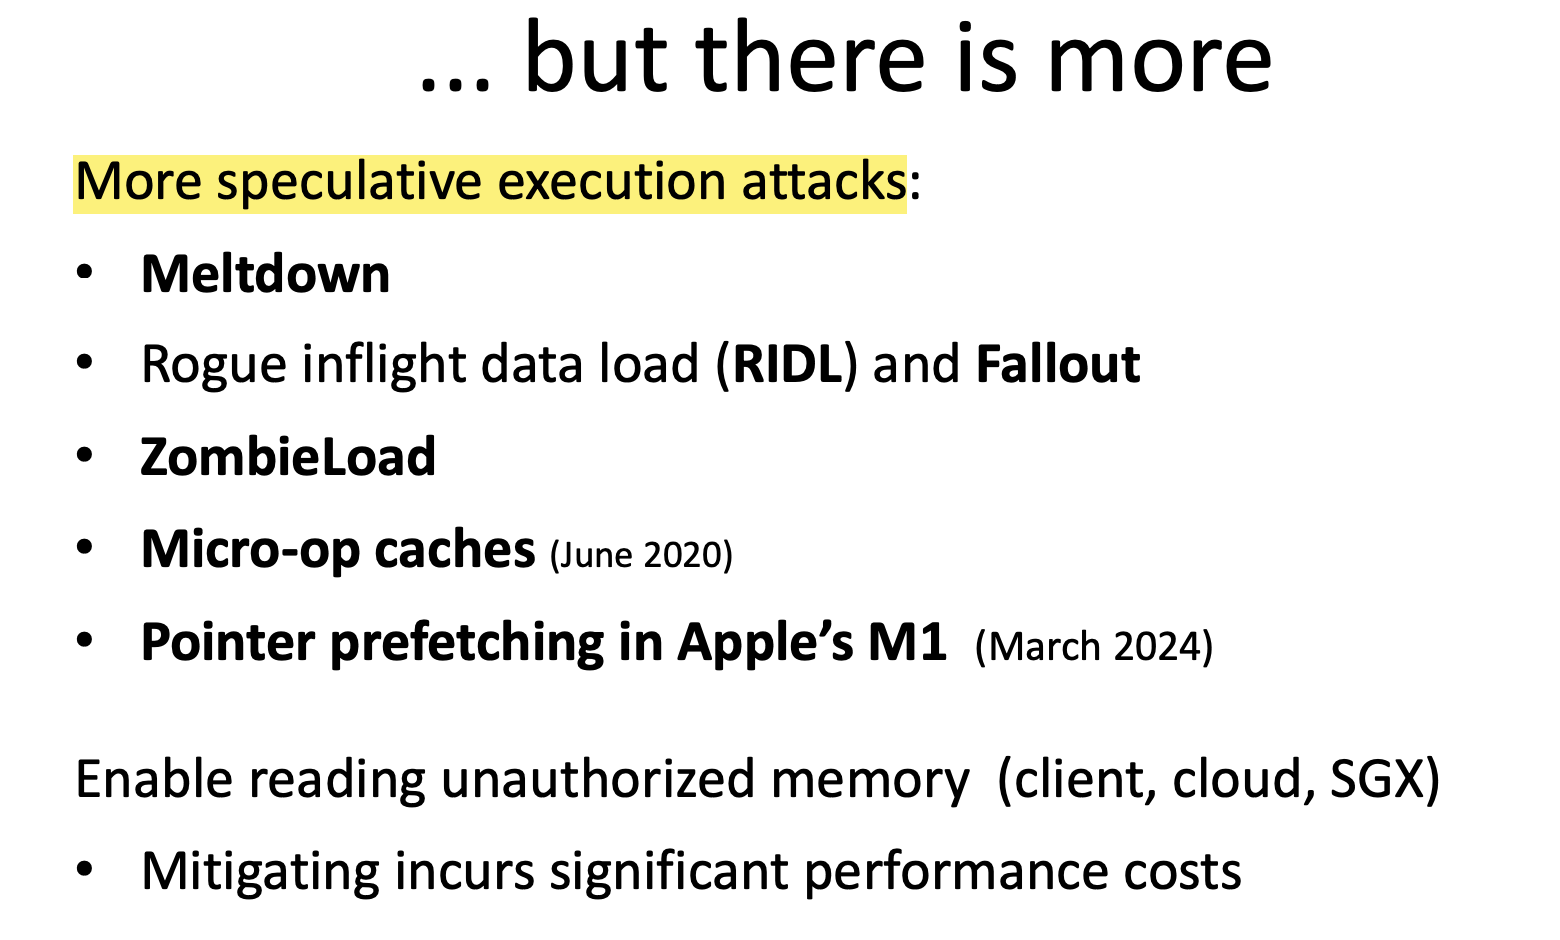 ... but there is more
More speculative execution attacks:
• Meltdown
• Rogue inflight data load (RIDL) and Fallout
• ZombieLoad
• Micro-op caches (June 2020)
• Pointer prefetching in Apple’s M1 (March 2024)
Enable reading unauthorized memory (client, cloud, SGX)
• Mitigating incurs significant performance costs